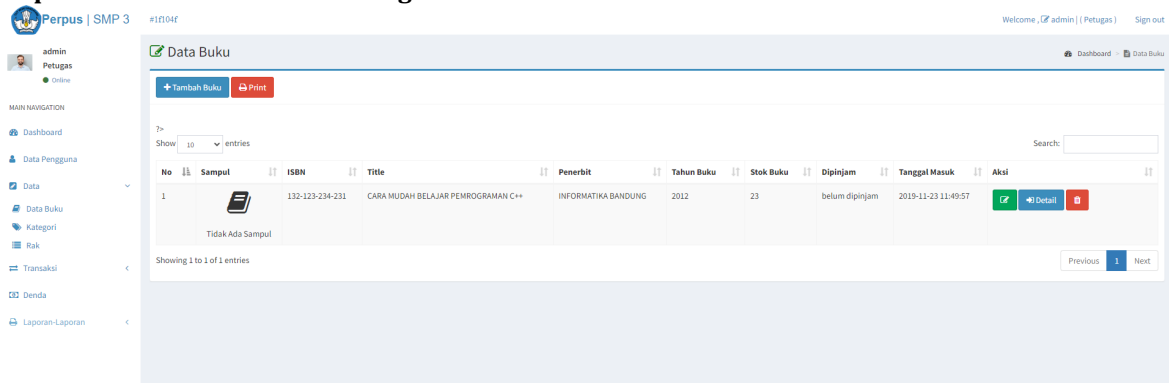 Perpus | SMP 3
#1f104f
Welcome , admin | ( Petugas )
Sign out
admin
Petugas
Online
MAIN NAVIGATION
Dashboard
Data Pengguna
Data
Data Buku
Kategori
Rak
Transaksi
Denda
Laporan-Laporan
Data Buku
Dashboard > Data Buku
+Tambah Buku Print
?>
Show 10 entries
Search:
No Sampul ISBN Title Penerbit Tahun Buku Stok Buku Dipinjam Tanggal Masuk Aksi
1 132-123-234-231 CARA MUDAH BELAJAR PEMROGRAMAN C++ INFORMATIKA BANDUNG 2012 23 belum dipinjam 2019-11-23 11:49:57 Detail
Tidak Ada Sampul
Showing 1 to 1 of 1 entries
Previous 1 Next